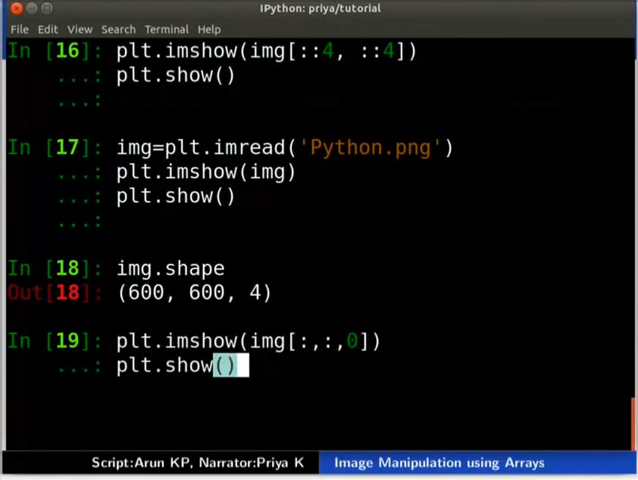 IPython: priya/tutorial
File Edit View Search Terminal Help
In [16]: plt.imshow(img[::4, ::4])
...: plt.show()
...:
In [17]: img=plt.imread('Python.png')
...: plt.imshow(img)
...: plt.show()
...:
In [18]: img.shape
Out[18]: (600, 600, 4)
In [19]: plt.imshow(img[:,:,0])
...: plt.show()
Script:Arun KP, Narrator:Priya K
Image Manipulation using Arrays